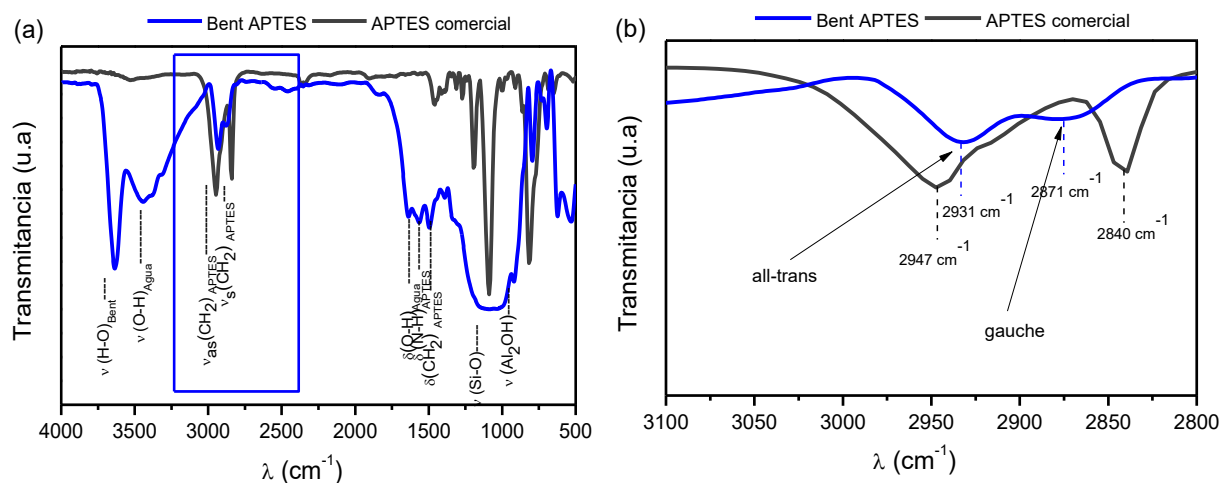 (a)
Bent APTES
APTES comercial
Transmitancia (u.a)
ν (H-O)Bent
ν (O-H)Agua
νas(CH2) APTES
νs(CH2) APTES
δ(O-H)Agua
δ(N-H)APTES
δ(CH2) APTES
ν (Si-O)
ν (Al2OH)
4000 3500 3000 2500 2000 1500 1000 500
λ (cm-1)
(b)
Bent APTES
APTES comercial
Transmitancia (u.a)
2931 cm-1
2871 cm-1
2947 cm-1
2840 cm-1
all-trans
gauche
3100 3050 3000 2950 2900 2850 2800
λ (cm-1)